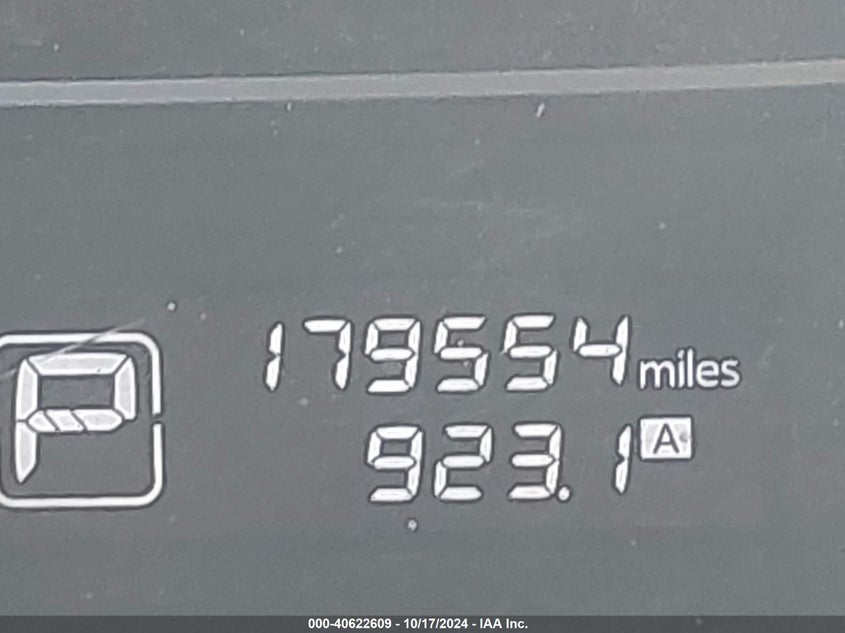 179554 miles
P
923.1 A
000-40622609 - 10/17/2024 - IAA Inc.